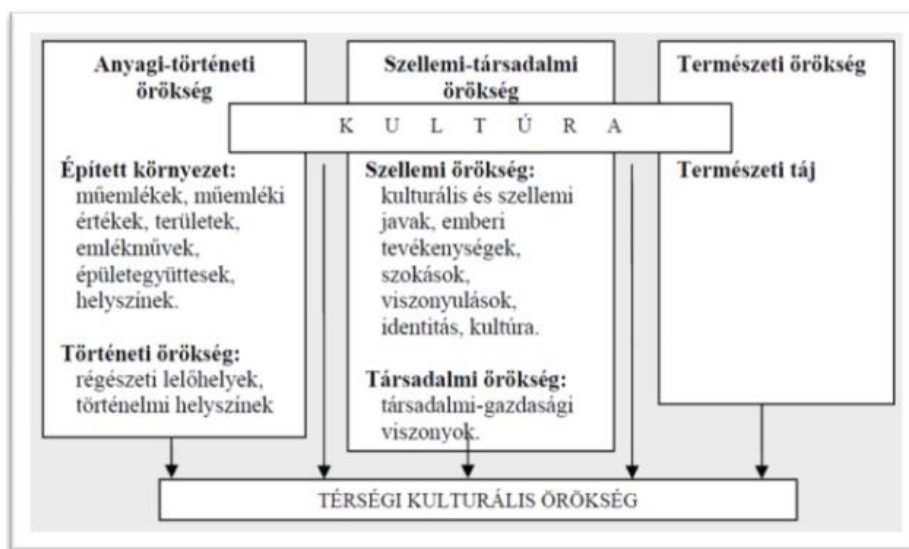 Anyagi-történeti
örökség
Szellemi-társadalmi
örökség
Természeti örökség
K U L T Ú R A
Épített környezet:
műemlékek, műemléki
értékek, területek,
emlékművek,
épületegyüttesek,
helyszínek.
Történeti örökség:
régészeti lelőhelyek,
történelmi helyszínek
Szellemi örökség:
kulturális és szellemi
javak, emberi
tevékenységek,
szokások,
viszonyulások,
identitás, kultúra.
Társadalmi örökség:
társadalmi-gazdasági
viszonyok.
Természeti táj
TÉRSÉGI KULTURÁLIS ÖRÖKSÉG